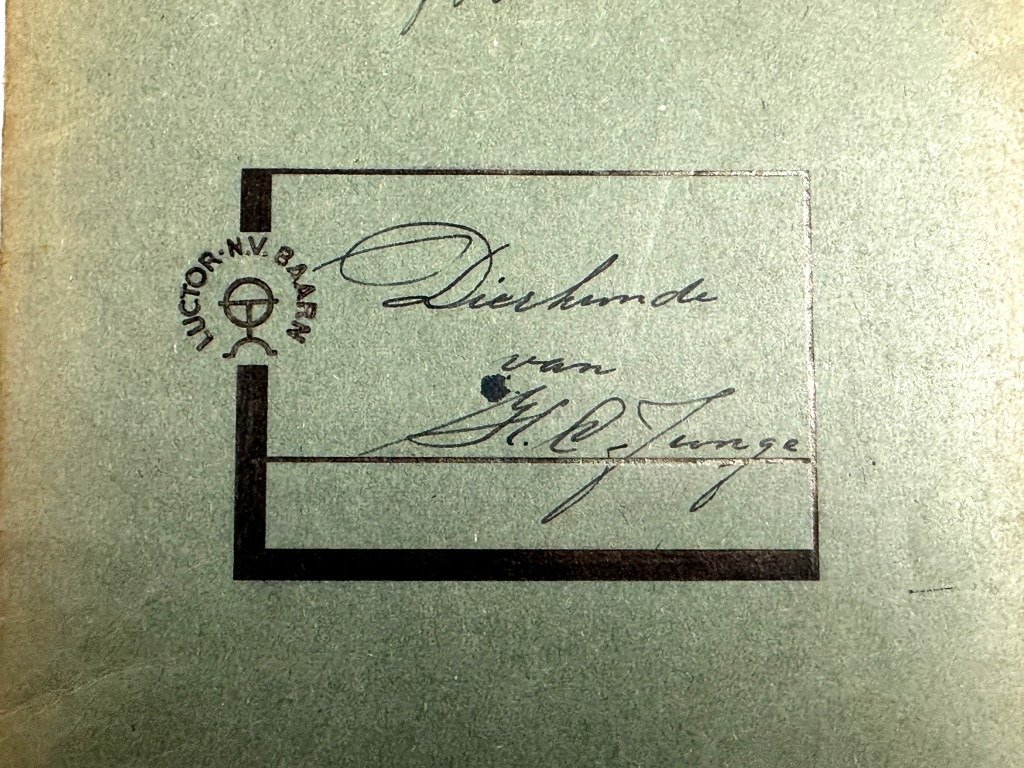 LUCTOR · N.V. BAARN
Dierkunde
van
H. C. Junge